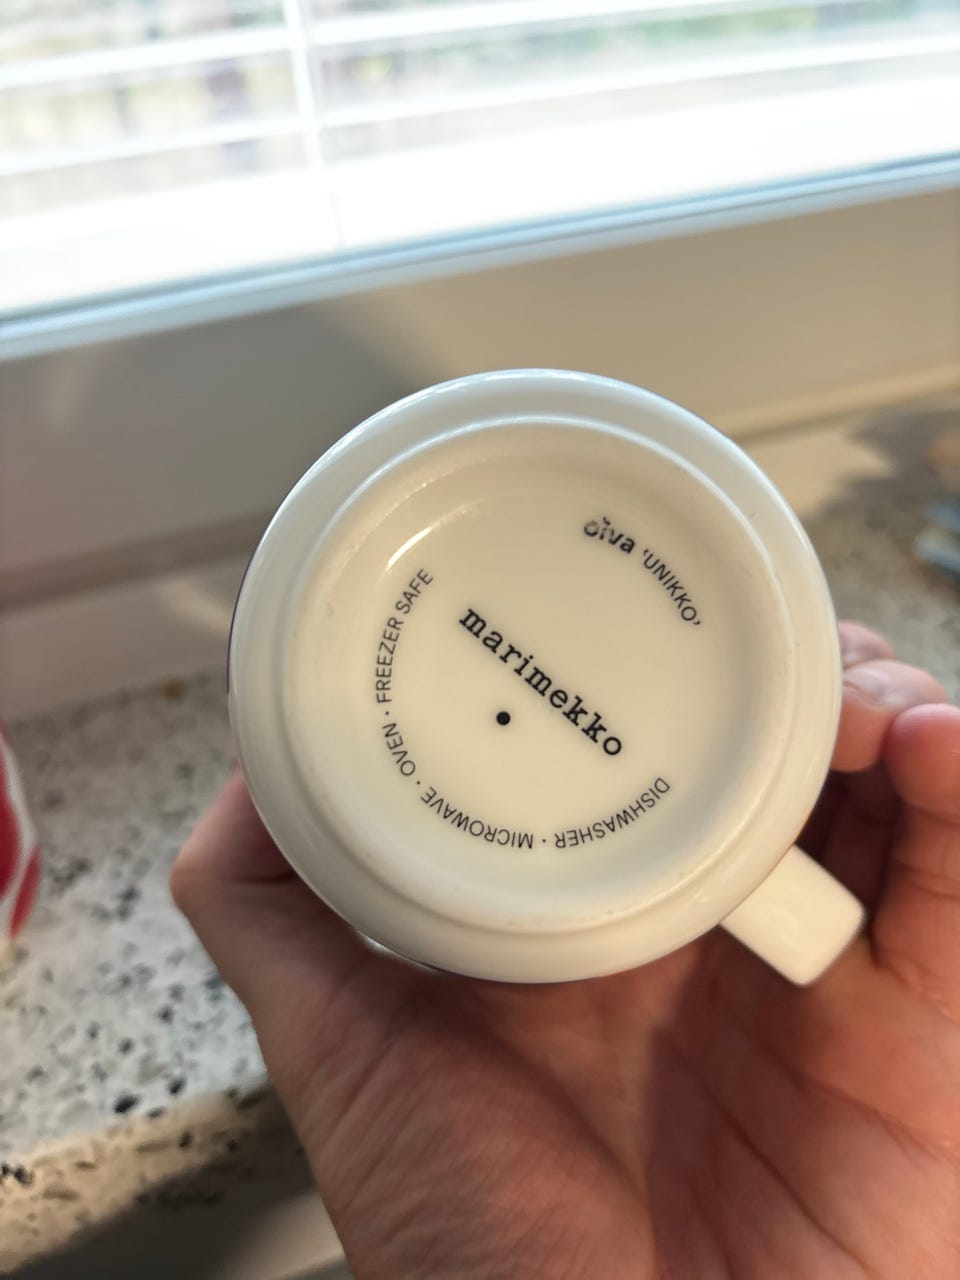 oiva 'UNIKKO'
marimekko
DISHWASHER · MICROWAVE · OVEN · FREEZER SAFE